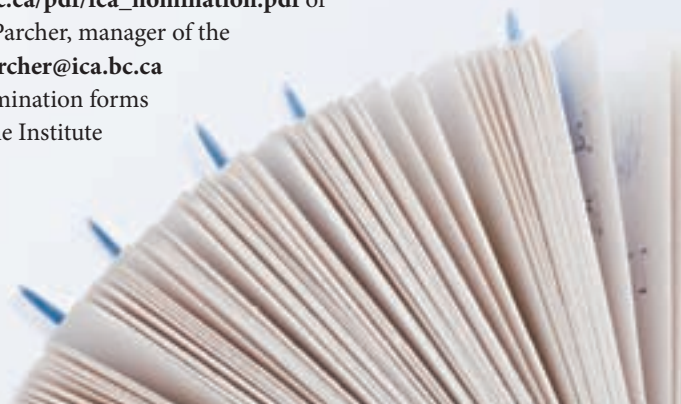 c.ca/pdf/ica_nomination.pdf or
Parcher, manager of the
rcher@ica.bc.ca
mination forms
e Institute